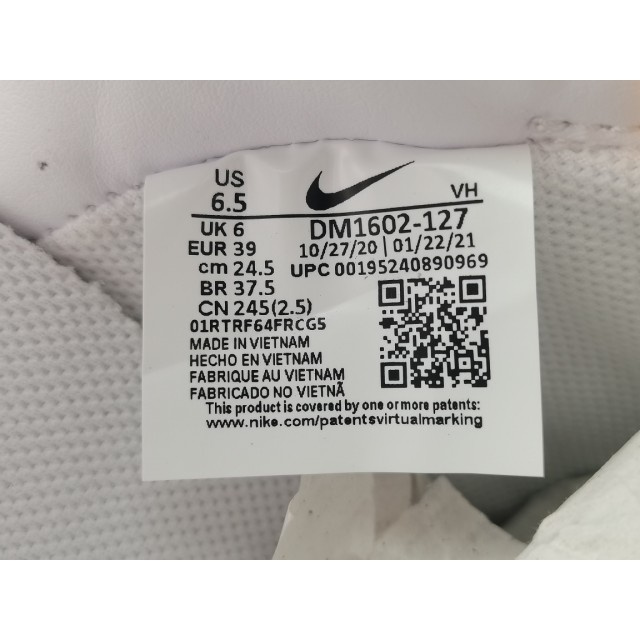 US
6.5
VH
UK 6
DM1602-127
EUR 39
10/27/20 | 01/22/21
cm 24.5
UPC 00195240890969
BR 37.5
CN 245(2.5)
01RTRF64FRCG5
MADE IN VIETNAM
HECHO EN VIETNAM
FABRIQUE AU VIETNAM
FABRICADO NO VIETNÃ
This product is covered by one or more patents:
www.nike.com/patentsvirtualmarking